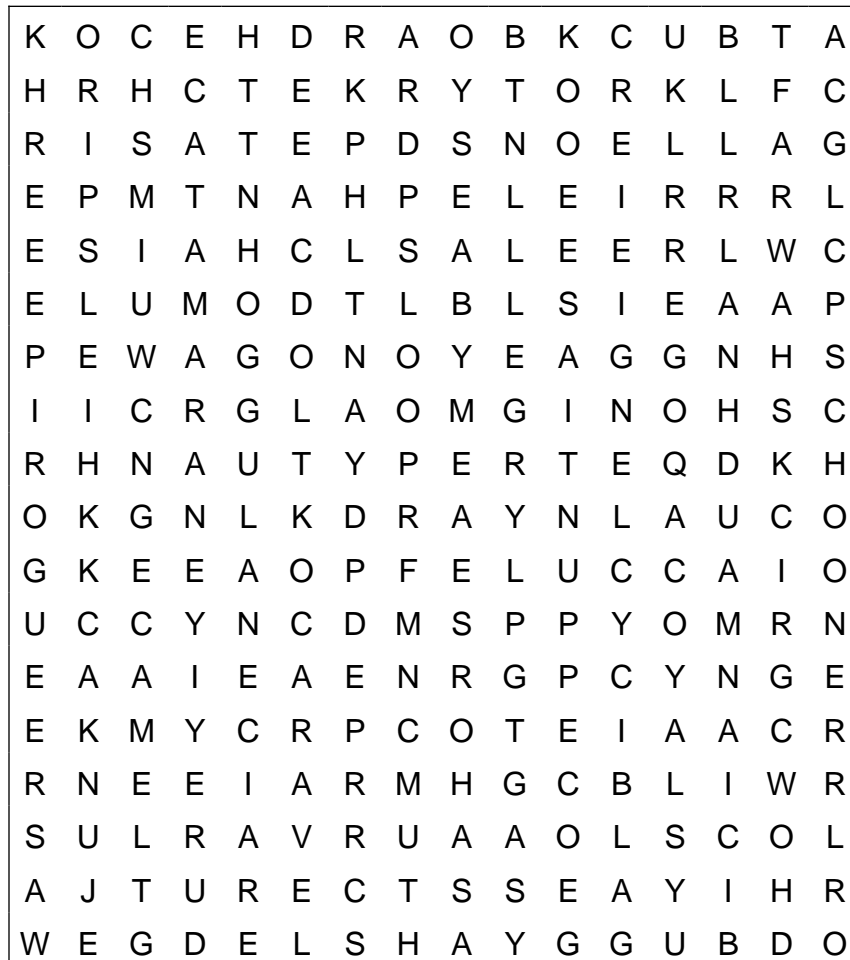 K O C E H D R A O B K C U B T A
H R H C T E K R Y T O R K L F C
R I S A T E P D S N O E L L A G
E P M T N A H P E L E I R R R L
E S I A H C L S A L E E R L W C
E L U M O D T L B L S I E A A P
P E W A G O N O Y E A G G N H S
I I C R G L A O M G I N O H S C
R H N A U T Y P E R T E Q D K H
O K G N L K D R A Y N L A U C O
G K E E A O P F E L U C C A I O
U C C Y N C D M S P P Y O M R N
E A A I E A E N R G P C Y N G E
E K M Y C R P C O T E I A A C R
R N E E I A R M H G C B L I W R
S U L R A V R U A A O L S C O L
A J T U R E C T S S E A Y I H R
W E G D E L S H A Y G G U B D O